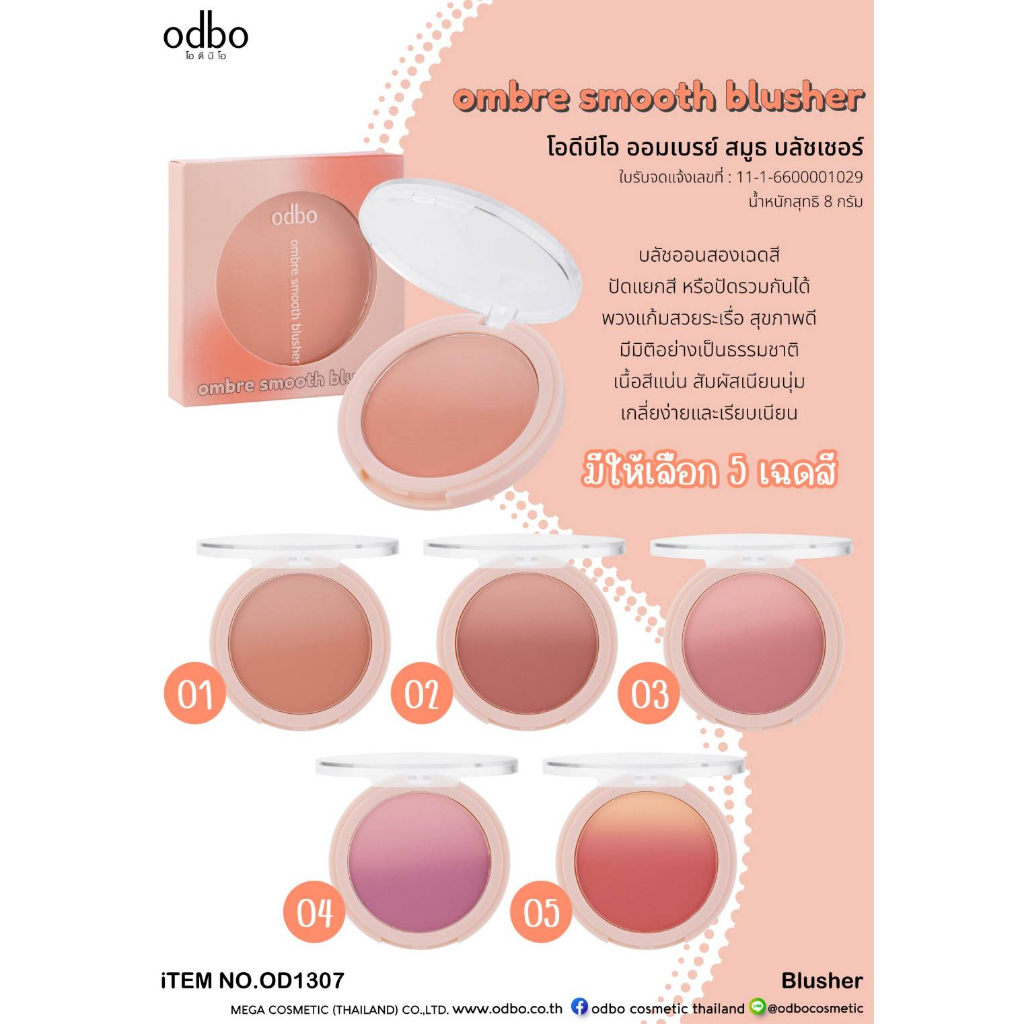 odbo
โอ ดี บี โอ
ombre smooth blusher
โอดีบีโอ ออมเบรย์ สมูธ บลัชเชอร์
ใบรับจดแจ้งเลขที่ : 11-1-6600001029
น้ำหนักสุทธิ 8 กรัม
odbo
ombre smooth blusher
ombre smooth blu
บลัชออนสองเฉดสี
ปัดแยกสี หรือปัดรวมกันได้
พวงแก้มสวยระเรื่อ สุขภาพดี
มีมิติอย่างเป็นธรรมชาติ
เนื้อสีแน่น สัมผัสเนียนนุ่ม
เกลี่ยง่ายและเรียบเนียน
มีให้เลือก 5 เฉดสี
01
02
03
04
05
iTEM NO.OD1307
Blusher
MEGA COSMETIC (THAILAND) CO.,LTD. www.odbo.co.th odbo cosmetic thailand @odbocosmetic